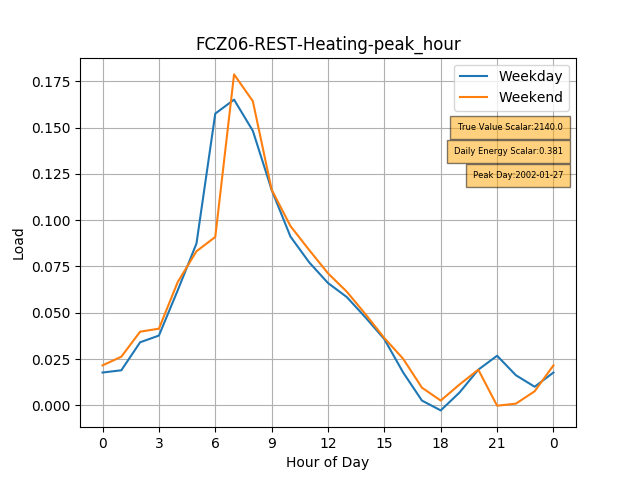 FCZ06-REST-Heating-peak_hour
Weekday
Weekend
True Value Scalar:2140.0
Daily Energy Scalar:0.381
Peak Day:2002-01-27
0.175
0.150
0.125
0.100
0.075
0.050
0.025
0.000
Load
0 3 6 9 12 15 18 21 0
Hour of Day